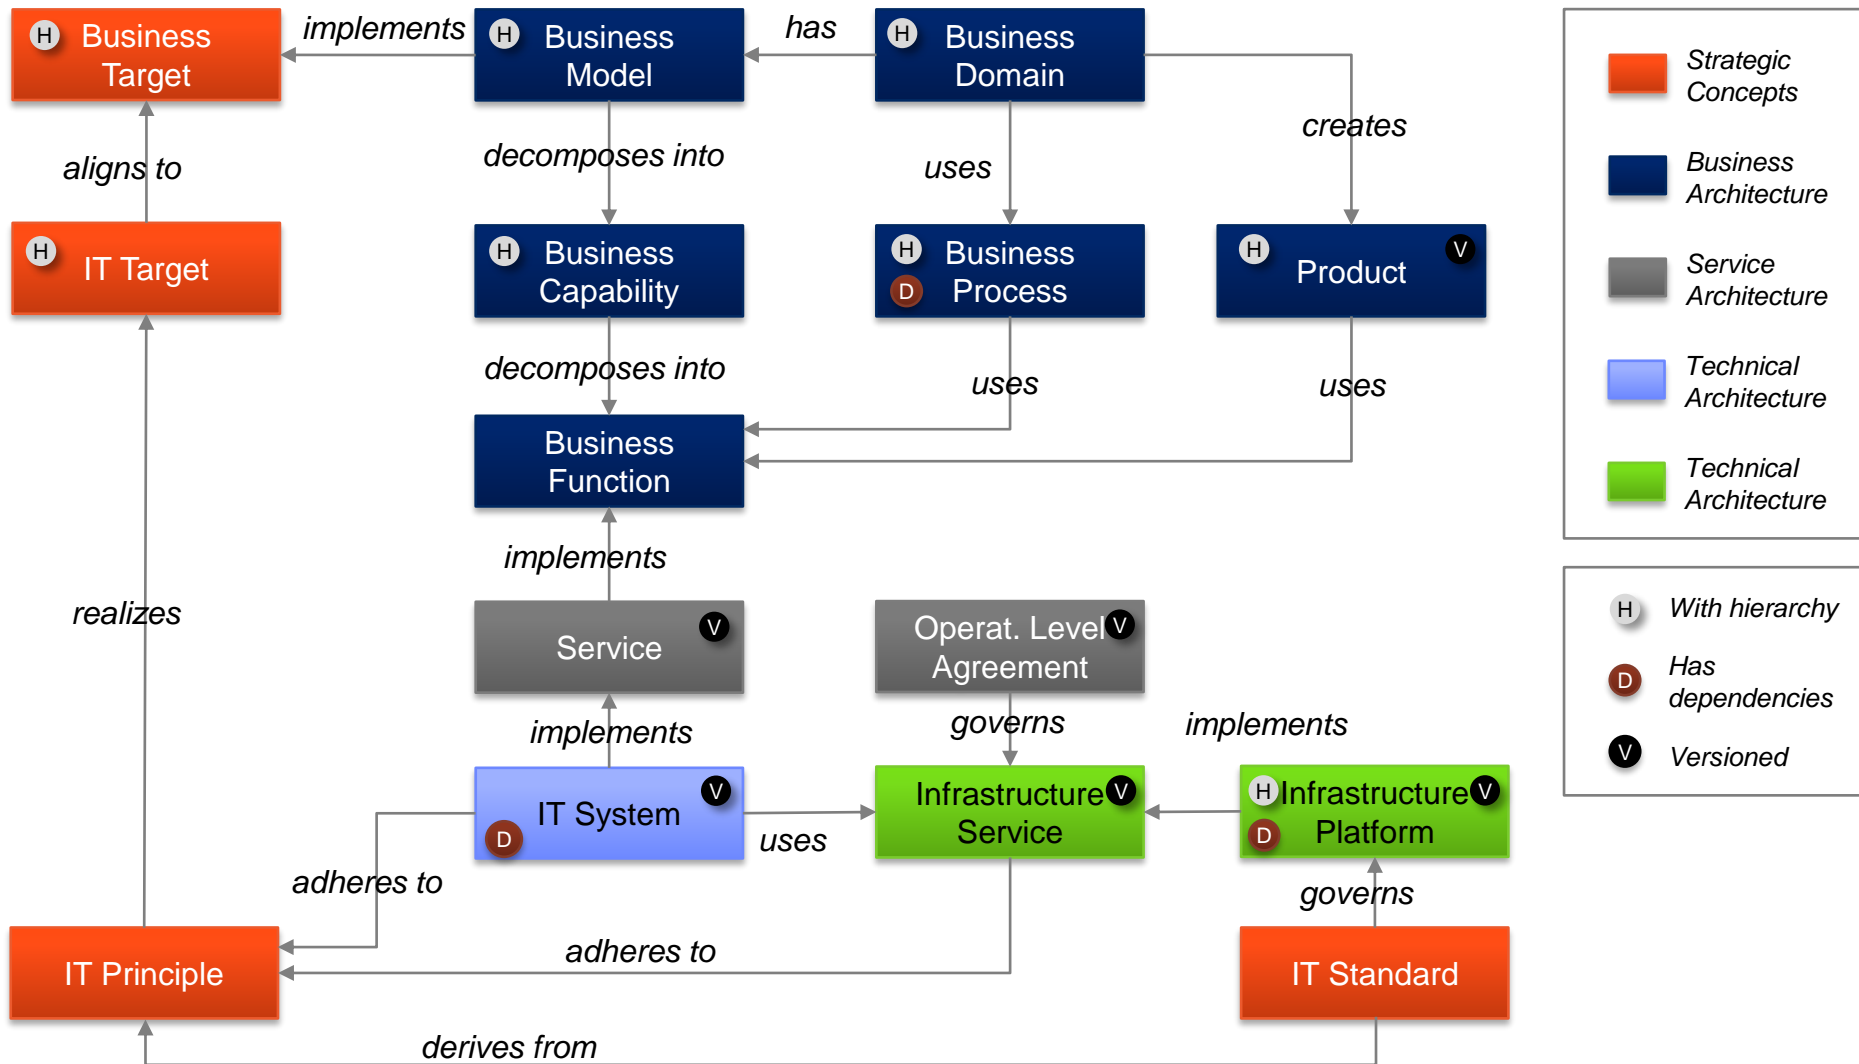 H
Business
Target
implements
H
Business
Model
has
H
Business
Domain
Strategic
Concepts
creates
aligns to
decomposes into
uses
Business
Architecture
H
IT Target
H
Business
Capability
H
D
Business
Process
H
Product
V
Service
Architecture
decomposes into
uses
uses
Technical
Architecture
Business
Function
Technical
Architecture
implements
realizes
Service
V
Operat. Level
Agreement
V
H
With hierarchy
D
Has
dependencies
V
Versioned
implements
governs
implements
IT System
V
D
uses
Infrastructure
Service
V
H
D
Infrastructure
Platform
V
adheres to
governs
IT Principle
adheres to
IT Standard
derives from